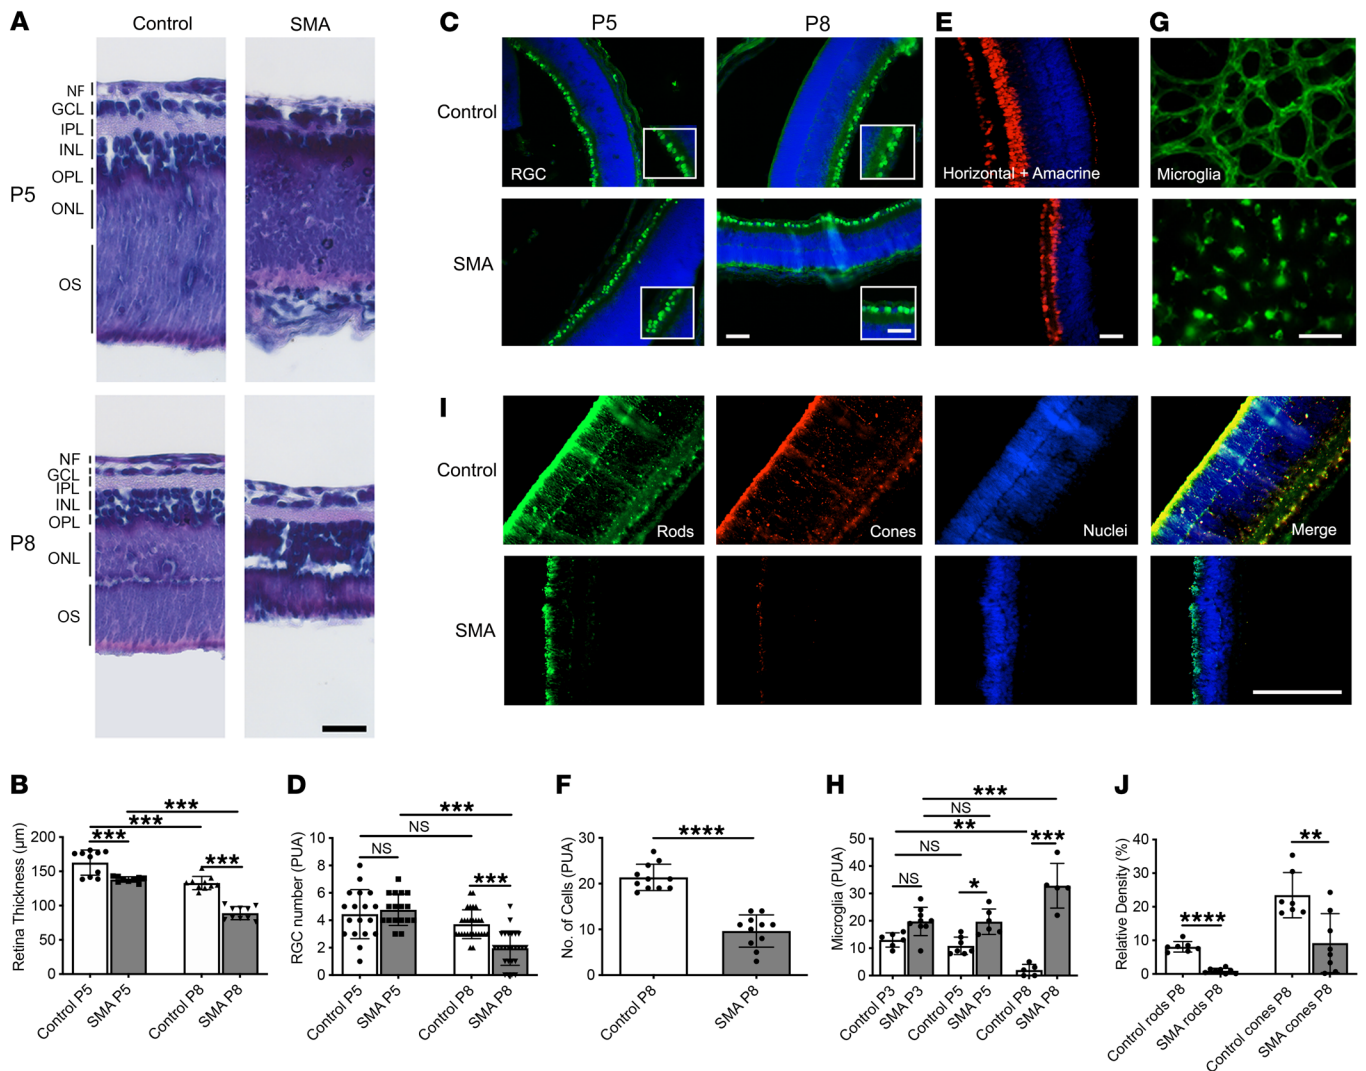 A
Control
SMA
P5
NF
GCL
IPL
INL
OPL
ONL
OS
P8
NF
GCL
IPL
INL
OPL
ONL
OS
C
P5
P8
E
G
Control
RGC
Horizontal + Amacrine
Microglia
SMA
I
Control
Rods
Cones
Nuclei
Merge
SMA
B
***
***
***
***
Retina Thickness (µm)
200
150
100
50
0
Control P5
SMA P5
Control P8
SMA P8
D
***
NS
NS
***
RGC number (PUA)
10
8
6
4
2
0
Control P5
SMA P5
Control P8
SMA P8
F
****
No. of Cells (PUA)
30
20
10
0
Control P8
SMA P8
H
***
NS
**
***
NS
NS
*
Microglia (PUA)
50
40
30
20
10
0
Control P3
SMA P3
Control P5
SMA P5
Control P8
SMA P8
J
**
****
Relative Density (%)
40
30
20
10
0
Control rods P8
SMA rods P8
Control cones P8
SMA cones P8